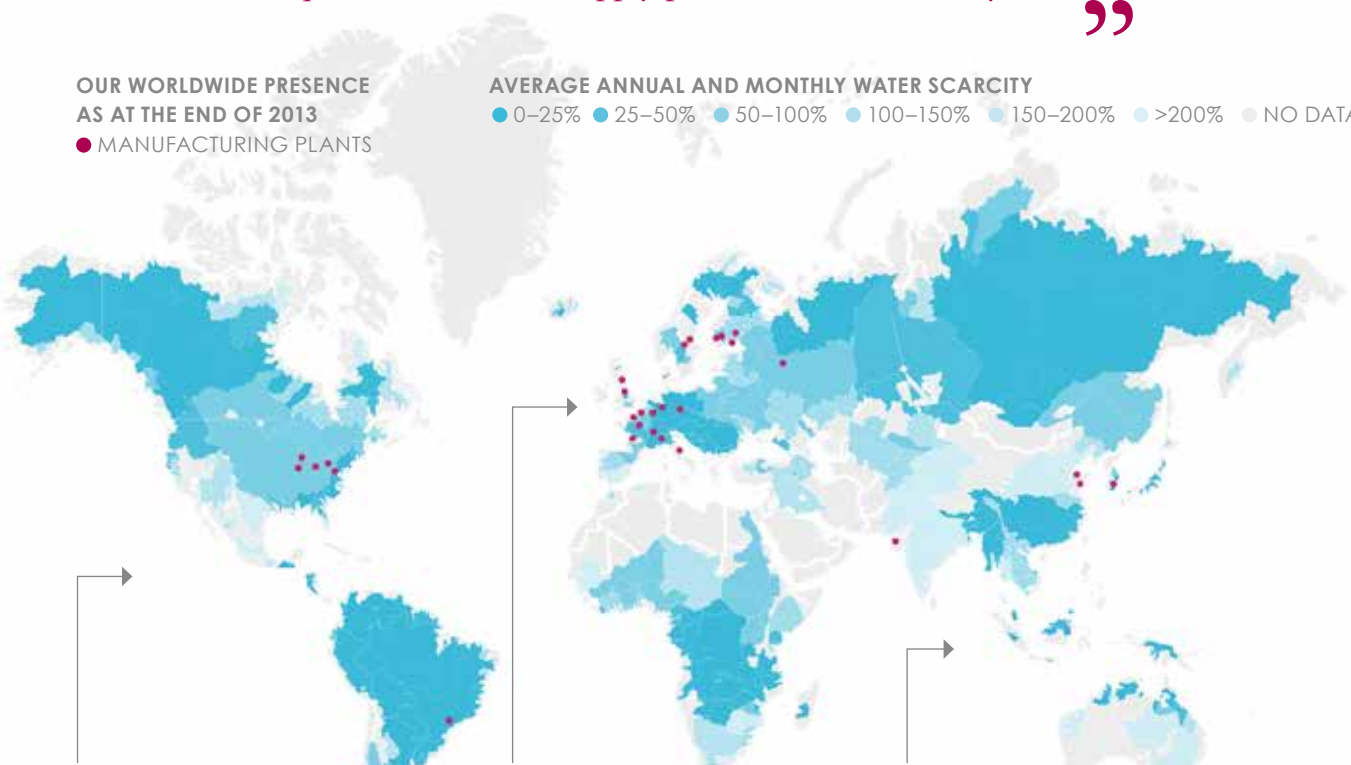 ”
OUR WORLDWIDE PRESENCE
AS AT THE END OF 2013
MANUFACTURING PLANTS
AVERAGE ANNUAL AND MONTHLY WATER SCARCITY
0–25% 25–50% 50–100% 100–150% 150–200% >200% NO DATA